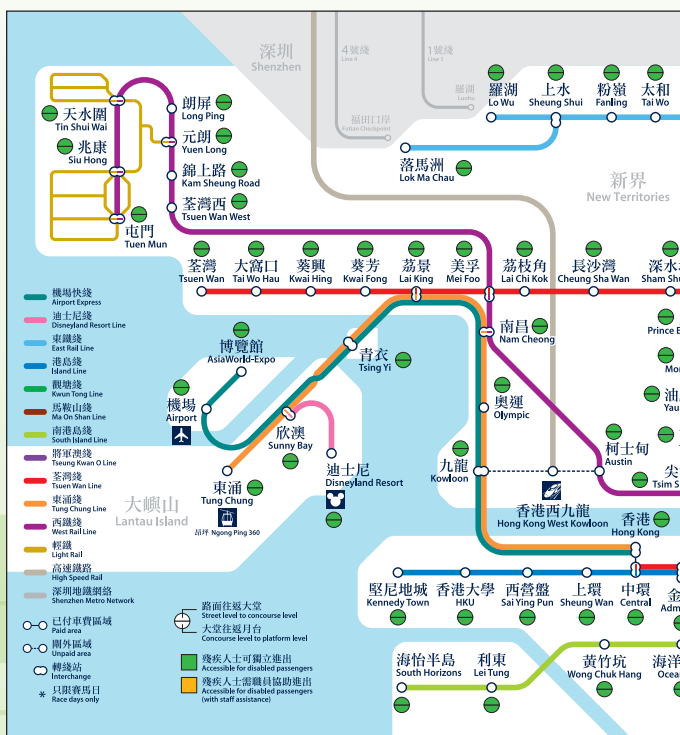 深圳
Shenzhen
4號綫
Line 4
1號綫
Line 1
羅湖
Luohu
福田口岸
Futian Checkpoint
羅湖
Lo Wu
上水
Sheung Shui
粉嶺
Fanling
太和
Tai Wo
落馬洲
Lok Ma Chau
新界
New Territories
天水圍
Tin Shui Wai
兆康
Siu Hong
屯門
Tuen Mun
朗屏
Long Ping
元朗
Yuen Long
錦上路
Kam Sheung Road
荃灣西
Tsuen Wan West
荃灣
Tsuen Wan
大窩口
Tai Wo Hau
葵興
Kwai Hing
葵芳
Kwai Fong
荔景
Lai King
美孚
Mei Foo
荔枝角
Lai Chi Kok
長沙灣
Cheung Sha Wan
深水
Sham Shu
Prince E
Mon
油
Yau
南昌
Nam Cheong
奧運
Olympic
柯士甸
Austin
尖
Tsim S
九龍
Kowloon
香港西九龍
Hong Kong West Kowloon
香港
Hong Kong
青衣
Tsing Yi
博覽館
AsiaWorld-Expo
機場
Airport
欣澳
Sunny Bay
迪士尼
Disneyland Resort
東涌
Tung Chung
昂坪 Ngong Ping 360
大嶼山
Lantau Island
堅尼地城
Kennedy Town
香港大學
HKU
西營盤
Sai Ying Pun
上環
Sheung Wan
中環
Central
金
Adm
海怡半島
South Horizons
利東
Lei Tung
黃竹坑
Wong Chuk Hang
海洋
Ocea
機場快綫
Airport Express
迪士尼綫
Disneyland Resort Line
東鐵綫
East Rail Line
港島綫
Island Line
觀塘綫
Kwun Tong Line
馬鞍山綫
Ma On Shan Line
南港島綫
South Island Line
將軍澳綫
Tseung Kwan O Line
荃灣綫
Tsuen Wan Line
東涌綫
Tung Chung Line
西鐵綫
West Rail Line
輕鐵
Light Rail
高速鐵路
High Speed Rail
深圳地鐵網絡
Shenzhen Metro Network
已付車費區域
Paid area
閘外區域
Unpaid area
轉綫站
Interchange
* 只限賽馬日
Race days only
路面往返大堂
Street level to concourse level
大堂往返月台
Concourse level to platform level
殘疾人士可獨立進出
Accessible for disabled passengers
殘疾人士需職員協助進出
Accessible for disabled passengers
(with staff assistance)